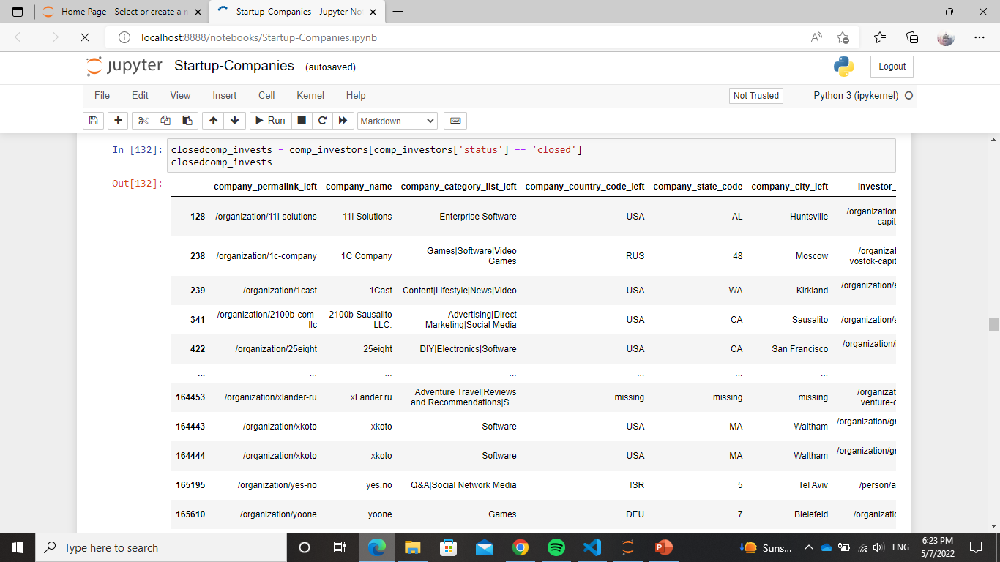 Home Page - Select or create a n
Startup-Companies - Jupyter No
localhost:8888/notebooks/Startup-Companies.ipynb
jupyter Startup-Companies (autosaved)
Logout
File Edit View Insert Cell Kernel Help
Not Trusted
Python 3 (ipykernel)
Run
Markdown
In [132]: closedcomp_invests = comp_investors[comp_investors['status'] == 'closed']
closedcomp_invests
Out[132]:
company_permalink_left company_name company_category_list_left company_country_code_left company_state_code company_city_left investor_
128 /organization/11i-solutions 11i Solutions Enterprise Software USA AL Huntsville /organization
capit
238 /organization/1c-company 1C Company Games|Software|Video
Games RUS 48 Moscow /organizat
vostok-capit
239 /organization/1cast 1Cast Content|Lifestyle|News|Video USA WA Kirkland /organization/e
341 /organization/2100b-com-
llc 2100b Sausalito
LLC. Advertising|Direct
Marketing|Social Media USA CA Sausalito /organization/s
422 /organization/25eight 25eight DIY|Electronics|Software USA CA San Francisco /organization/
... ... ... ... ... ... ...
164453 /organization/xlander-ru xLander.ru Adventure Travel|Reviews
and Recommendations|S... missing missing missing /organizat
venture-c
164443 /organization/xkoto xkoto Software USA MA Waltham /organization/gr
164444 /organization/xkoto xkoto Software USA MA Waltham /organization/gr
165195 /organization/yes-no yes.no Q&A|Social Network Media ISR 5 Tel Aviv /person/a
165610 /organization/yoone yoone Games DEU 7 Bielefeld /organizatic
Type here to search
Suns...
ENG
6:23 PM
5/7/2022